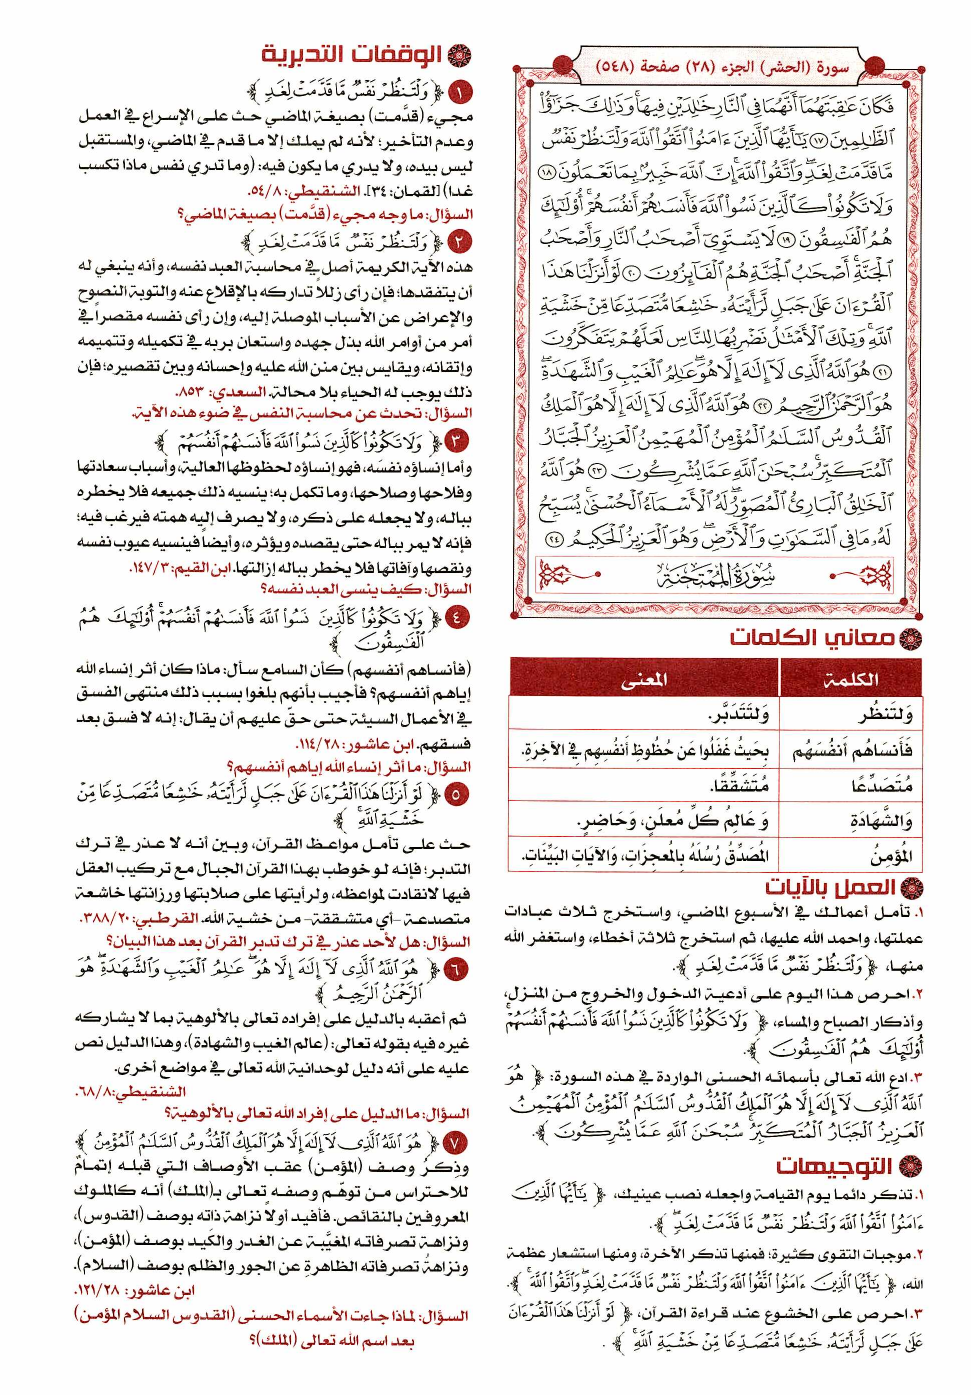 سورة (الحشر) الجزء (٢٨) صفحة (٥٤٨)
فَكَانَ عَٰقِبَتَهُمَآ أَنَّهُمَا فِي ٱلنَّارِ خَٰلِدَيۡنِ فِيهَاۚ وَذَٰلِكَ جَزَٰٓؤُاْ
ٱلظَّٰلِمِينَ ١٧ يَٰٓأَيُّهَا ٱلَّذِينَ ءَامَنُواْ ٱتَّقُواْ ٱللَّهَ وَلۡتَنظُرۡ نَفۡسٞ
مَّا قَدَّمَتۡ لِغَدٖۖ وَٱتَّقُواْ ٱللَّهَۚ إِنَّ ٱللَّهَ خَبِيرُۢ بِمَا تَعۡمَلُونَ ١٨
وَلَا تَكُونُواْ كَٱلَّذِينَ نَسُواْ ٱللَّهَ فَأَنسَىٰهُمۡ أَنفُسَهُمۡۚ أُوْلَٰٓئِكَ
هُمُ ٱلۡفَٰسِقُونَ ١٩ لَا يَسۡتَوِيٓ أَصۡحَٰبُ ٱلنَّارِ وَأَصۡحَٰبُ
ٱلۡجَنَّةِۚ أَصۡحَٰبُ ٱلۡجَنَّةِ هُمُ ٱلۡفَآئِزُونَ ٢٠ لَوۡ أَنزَلۡنَا هَٰذَا
ٱلۡقُرۡءَانَ عَلَىٰ جَبَلٖ لَّرَأَيۡتَهُۥ خَٰشِعٗا مُّتَصَدِّعٗا مِّنۡ خَشۡيَةِ
ٱللَّهِۚ وَتِلۡكَ ٱلۡأَمۡثَٰلُ نَضۡرِبُهَا لِلنَّاسِ لَعَلَّهُمۡ يَتَفَكَّرُونَ
٢١ هُوَ ٱللَّهُ ٱلَّذِي لَآ إِلَٰهَ إِلَّا هُوَۖ عَٰلِمُ ٱلۡغَيۡبِ وَٱلشَّهَٰدَةِۖ
هُوَ ٱلرَّحۡمَٰنُ ٱلرَّحِيمُ ٢٢ هُوَ ٱللَّهُ ٱلَّذِي لَآ إِلَٰهَ إِلَّا هُوَ ٱلۡمَلِكُ
ٱلۡقُدُّوسُ ٱلسَّلَٰمُ ٱلۡمُؤۡمِنُ ٱلۡمُهَيۡمِنُ ٱلۡعَزِيزُ ٱلۡجَبَّارُ
ٱلۡمُتَكَبِّرُۚ سُبۡحَٰنَ ٱللَّهِ عَمَّا يُشۡرِكُونَ ٢٣ هُوَ ٱللَّهُ
ٱلۡخَٰلِقُ ٱلۡبَارِئُ ٱلۡمُصَوِّرُۖ لَهُ ٱلۡأَسۡمَآءُ ٱلۡحُسۡنَىٰۚ يُسَبِّحُ
لَهُۥ مَا فِي ٱلسَّمَٰوَٰتِ وَٱلۡأَرۡضِۖ وَهُوَ ٱلۡعَزِيزُ ٱلۡحَكِيمُ ٢٤
سُورَةُ المُمْتَحنَةِ
معاني الكلمات
الكلمة المعنى
وَلْتَنظُر وَلْتَتَدَبَّر.
فَأَنسَاهُم أَنفُسَهُم بِحَيثُ غَفَلُوا عَن حُظُوظِ أَنفُسِهِم فِي الآخِرَةِ.
مُتَصَدِّعًا مُتَشَقِّقًا.
وَالشَّهَادَةِ وَ عَالِمُ كُلِّ مُعلَنٍ، وَحَاضِرٍ.
المُؤمِنُ المُصَدِّقُ رُسُلَهُ بِالمُعجِزَاتِ، وَالآيَاتِ البَيِّنَاتِ.
العمل بالآيات
١. تأمل أعمالك في الأسبوع الماضي، واستخرج ثلاث عبادات
عملتها، واحمد الله عليها، ثم استخرج ثلاثة أخطاء، واستغفر الله
منها، ﴿ وَلۡتَنظُرۡ نَفۡسٞ مَّا قَدَّمَتۡ لِغَدٖ ﴾.
٢. احرص هذا اليوم على أدعية الدخول والخروج من المنزل،
وأذكار الصباح والمساء، ﴿ وَلَا تَكُونُواْ كَٱلَّذِينَ نَسُواْ ٱللَّهَ فَأَنسَىٰهُمۡ أَنفُسَهُمۡۚ
أُوْلَٰٓئِكَ هُمُ ٱلۡفَٰسِقُونَ ﴾.
٣. ادع الله تعالى بأسمائه الحسنى الواردة في هذه السورة: ﴿ هُوَ
ٱللَّهُ ٱلَّذِي لَآ إِلَٰهَ إِلَّا هُوَ ٱلۡمَلِكُ ٱلۡقُدُّوسُ ٱلسَّلَٰمُ ٱلۡمُؤۡمِنُ ٱلۡمُهَيۡمِنُ
ٱلۡعَزِيزُ ٱلۡجَبَّارُ ٱلۡمُتَكَبِّرُۚ سُبۡحَٰنَ ٱللَّهِ عَمَّا يُشۡرِكُونَ ﴾.
التوجيهات
١. تذكر دائما يوم القيامة واجعله نصب عينيك، ﴿ يَٰٓأَيُّهَا ٱلَّذِينَ
ءَامَنُواْ ٱتَّقُواْ ٱللَّهَ وَلۡتَنظُرۡ نَفۡسٞ مَّا قَدَّمَتۡ لِغَدٖۖ ﴾.
٢. موجبات التقوى كثيرة؛ فمنها تذكر الآخرة، ومنها استشعار عظمة
الله، ﴿ يَٰٓأَيُّهَا ٱلَّذِينَ ءَامَنُواْ ٱتَّقُواْ ٱللَّهَ وَلۡتَنظُرۡ نَفۡسٞ مَّا قَدَّمَتۡ لِغَدٖۖ وَٱتَّقُواْ ٱللَّهَۚ ﴾.
٣. احرص على الخشوع عند قراءة القرآن، ﴿ لَوۡ أَنزَلۡنَا هَٰذَا ٱلۡقُرۡءَانَ
عَلَىٰ جَبَلٖ لَّرَأَيۡتَهُۥ خَٰشِعٗا مُّتَصَدِّعٗا مِّنۡ خَشۡيَةِ ٱللَّهِۚ ﴾ .
الوقفات التدبرية
١ ﴿ وَلۡتَنظُرۡ نَفۡسٞ مَّا قَدَّمَتۡ لِغَدٖ ﴾
مجيء (قدَّمت) بصيغة الماضي حث على الإسراع في العمل
وعدم التأخير؛ لأنه لم يملك إلا ما قدم في الماضي، والمستقبل
ليس بيده، ولا يدري ما يكون فيه: (وما تدري نفس ماذا تكسب
غدا) [لقمان: ٣٤]. الشنقيطي: ٥٤/٨.
السؤال: ما وجه مجيء (قدَّمت) بصيغة الماضي؟
٢ ﴿ وَلۡتَنظُرۡ نَفۡسٞ مَّا قَدَّمَتۡ لِغَدٖ ﴾
هذه الآية الكريمة أصل في محاسبة العبد نفسه، وأنه ينبغي له
أن يتفقدها؛ فإن رأى زللاً تداركه بالإقلاع عنه والتوبة النصوح
والإعراض عن الأسباب الموصلة إليه، وإن رأى نفسه مقصراً في
أمر من أوامر الله بذل جهده واستعان بربه في تكميله وتتميمه
وإتقانه، ويقايس بين منن الله عليه وإحسانه وبين تقصيره؛ فإن
ذلك يوجب له الحياء بلا محالة. السعدي: ٨٥٣.
السؤال: تحدث عن محاسبة النفس في ضوء هذه الآية.
٣ ﴿ وَلَا تَكُونُواْ كَٱلَّذِينَ نَسُواْ ٱللَّهَ فَأَنسَىٰهُمۡ أَنفُسَهُمۡ ﴾
وأما إنساؤه نفسَه، فهو إنساؤه لحظوظها العالية، وأسباب سعادتها
وفلاحها وصلاحها، وما تكمل به؛ ينسيه ذلك جميعه فلا يخطره
بباله، ولا يجعله على ذكره، ولا يصرف إليه همته فيرغب فيه؛
فإنه لا يمر بباله حتى يقصده ويؤثره، وأيضاً فينسيه عيوب نفسه
ونقصها وآفاتها فلا يخطر بباله إزالتها. ابن القيم: ١٤٧/٣.
السؤال: كيف ينسى العبد نفسه؟
٤ ﴿ وَلَا تَكُونُواْ كَٱلَّذِينَ نَسُواْ ٱللَّهَ فَأَنسَىٰهُمۡ أَنفُسَهُمۡۚ أُوْلَٰٓئِكَ هُمُ
ٱلۡفَٰسِقُونَ ﴾
(فأنساهم أنفسهم) كأن السامع سأل: ماذا كان أثر إنساء الله
إياهم أنفسهم؟ فأجيب بأنهم بلغوا بسبب ذلك منتهى الفسق
في الأعمال السيئة حتى حقّ عليهم أن يقال: إنه لا فسق بعد
فسقهم. ابن عاشور: ١١٤/٢٨.
السؤال: ما أثر إنساء الله إياهم أنفسهم؟
٥ ﴿ لَوۡ أَنزَلۡنَا هَٰذَا ٱلۡقُرۡءَانَ عَلَىٰ جَبَلٖ لَّرَأَيۡتَهُۥ خَٰشِعٗا مُّتَصَدِّعٗا مِّنۡ
خَشۡيَةِ ٱللَّهِۚ ﴾
حث على تأمل مواعظ القرآن، وبين أنه لا عذر في ترك
التدبر؛ فإنه لو خوطب بهذا القرآن الجبال مع تركيب العقل
فيها لانقادت لمواعظه، ولرأيتها على صلابتها ورزانتها خاشعة
متصدعة -أي متشققة- من خشية الله. القرطبي: ٣٨٨/٢٠.
السؤال: هل لأحد عذر في ترك تدبر القرآن بعد هذا البيان؟
٦ ﴿ هُوَ ٱللَّهُ ٱلَّذِي لَآ إِلَٰهَ إِلَّا هُوَۖ عَٰلِمُ ٱلۡغَيۡبِ وَٱلشَّهَٰدَةِۖ هُوَ
ٱلرَّحۡمَٰنُ ٱلرَّحِيمُ ﴾
ثم أعقبه بالدليل على إفراده تعالى بالألوهية بما لا يشاركه
غيره فيه بقوله تعالى: (عالم الغيب والشهادة)، وهذا الدليل نص
عليه على أنه دليل لوحدانية الله تعالى في مواضع أخرى.
الشنقيطي: ٦٨/٨.
السؤال: ما الدليل على إفراد الله تعالى بالألوهية؟
٧ ﴿ هُوَ ٱللَّهُ ٱلَّذِي لَآ إِلَٰهَ إِلَّا هُوَ ٱلۡمَلِكُ ٱلۡقُدُّوسُ ٱلسَّلَٰمُ ٱلۡمُؤۡمِنُ ﴾
وذِكرُ وصف (المؤمن) عقب الأوصاف التي قبله إتمامٌ
للاحتراس من توهّم وصفه تعالى بـ(الملك) أنه كالملوك
المعروفين بالنقائص. فأفيد أولاً نزاهة ذاته بوصف (القدوس)،
ونزاهة تصرفاته المغيَّبة عن الغدر والكَيد بوصف (المؤمن)،
ونزاهةُ تصرفاته الظاهرةِ عن الجور والظلم بوصف (السلام).
ابن عاشور: ١٢١/٢٨.
السؤال: لماذا جاءت الأسماء الحسنى (القدوس السلام المؤمن)
بعد اسم الله تعالى (الملك)؟